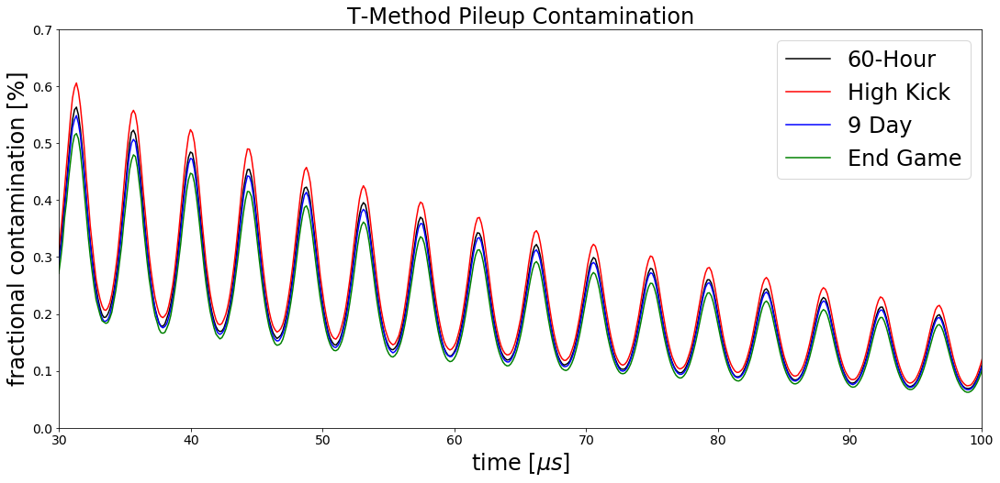 T-Method Pileup Contamination
fractional contamination [%]
0.7
0.6
0.5
0.4
0.3
0.2
0.1
0.0
60-Hour
High Kick
9 Day
End Game
30 40 50 60 70 80 90 100
time [μs]